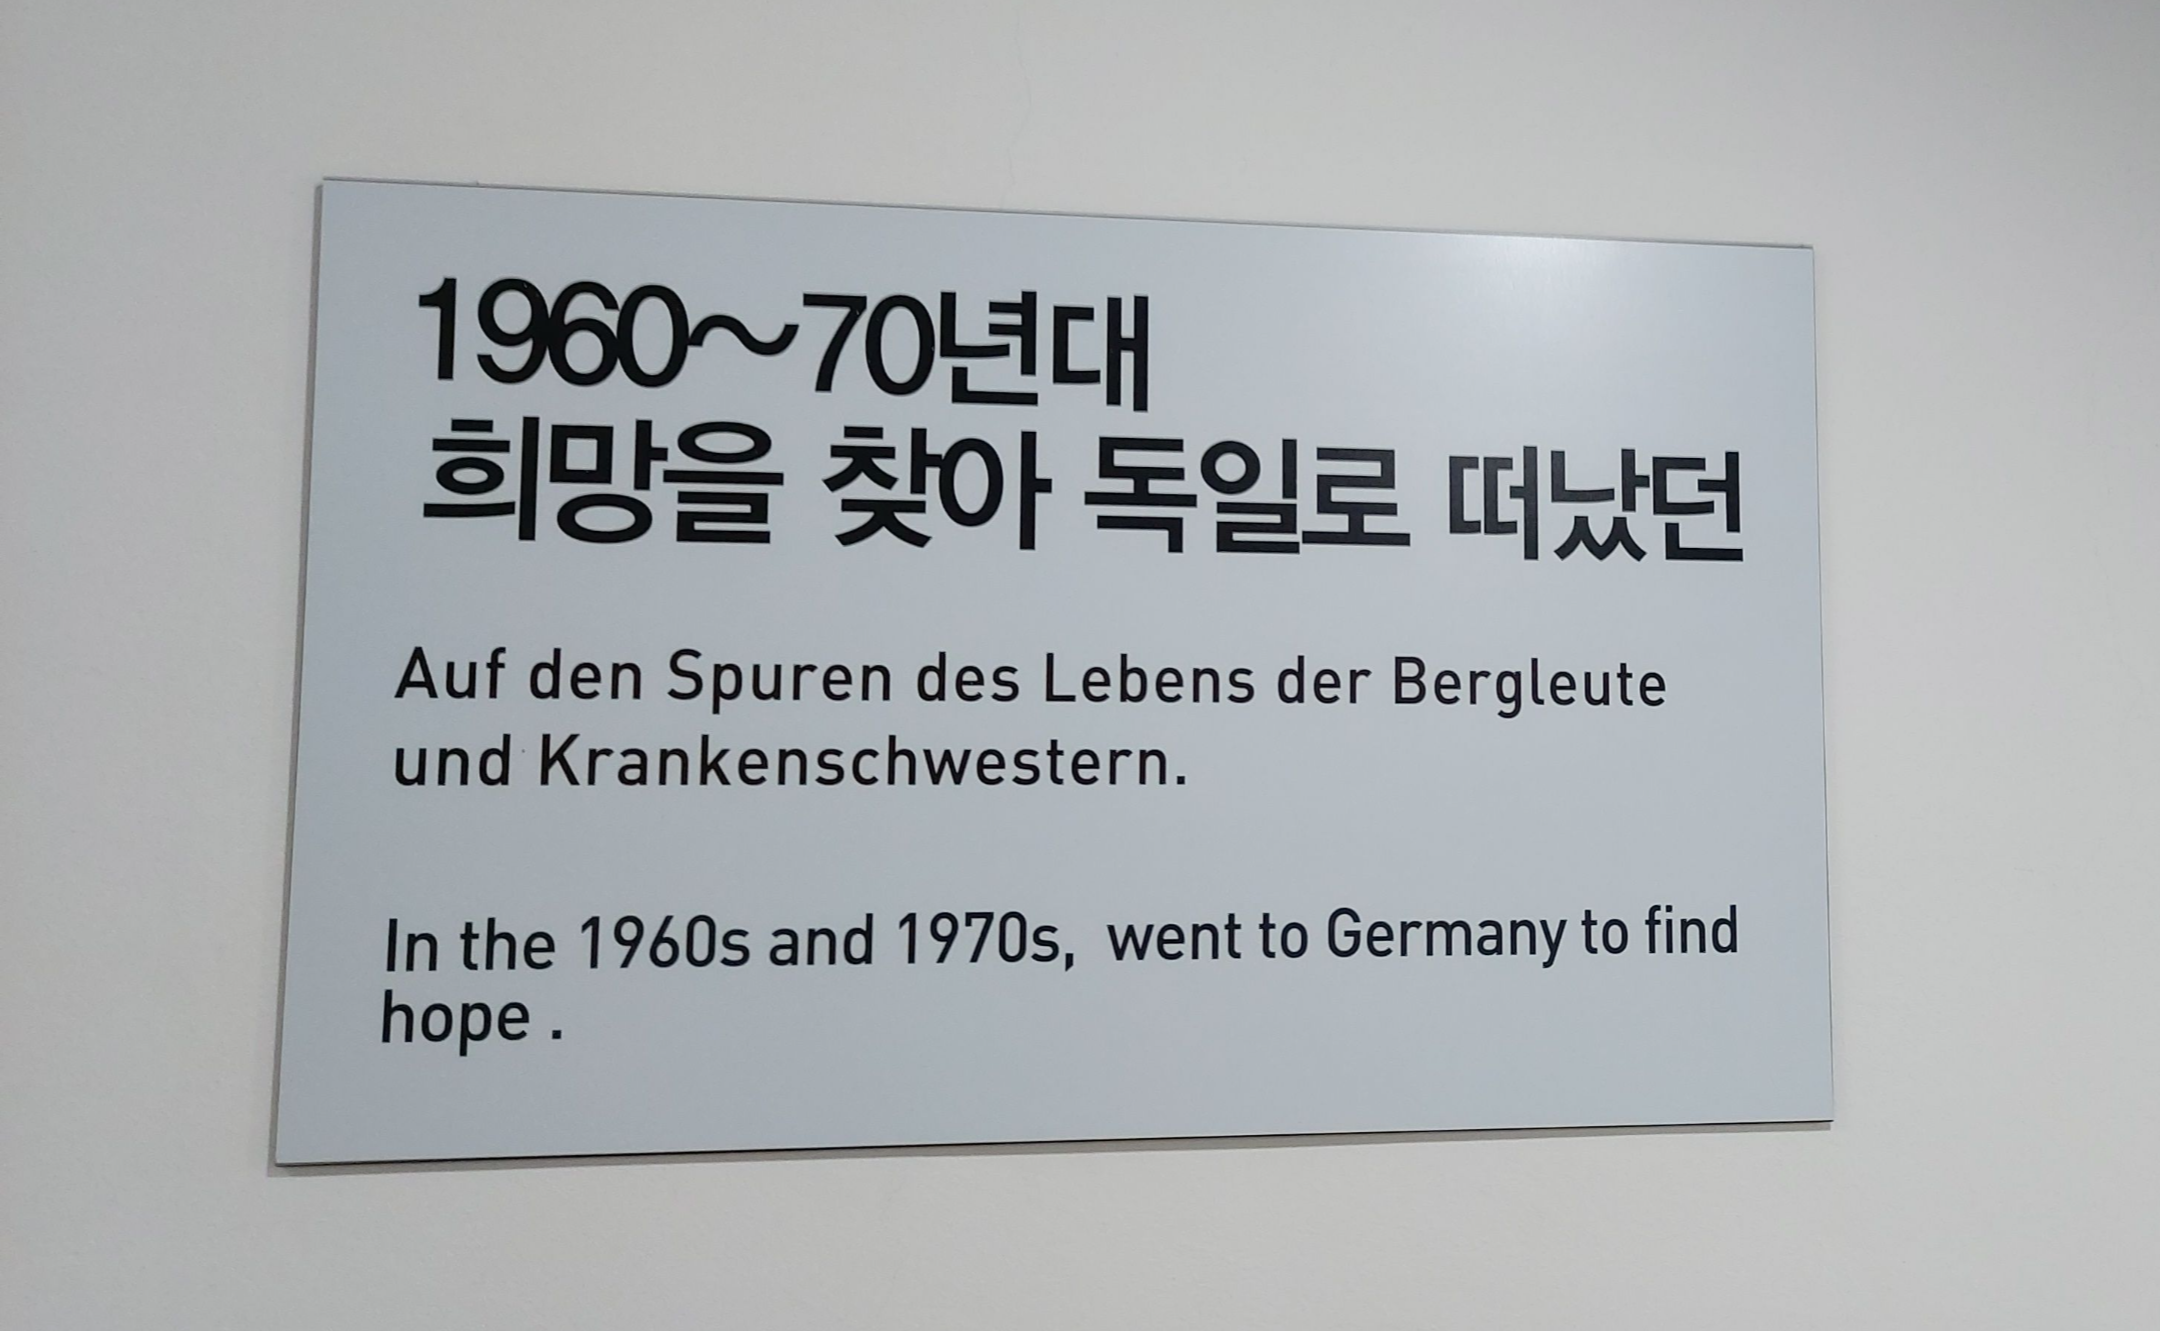 1960~70년대
희망을 찾아 독일로 떠났던
Auf den Spuren des Lebens der Bergleute
und Krankenschwestern.
In the 1960s and 1970s, went to Germany to find
hope .